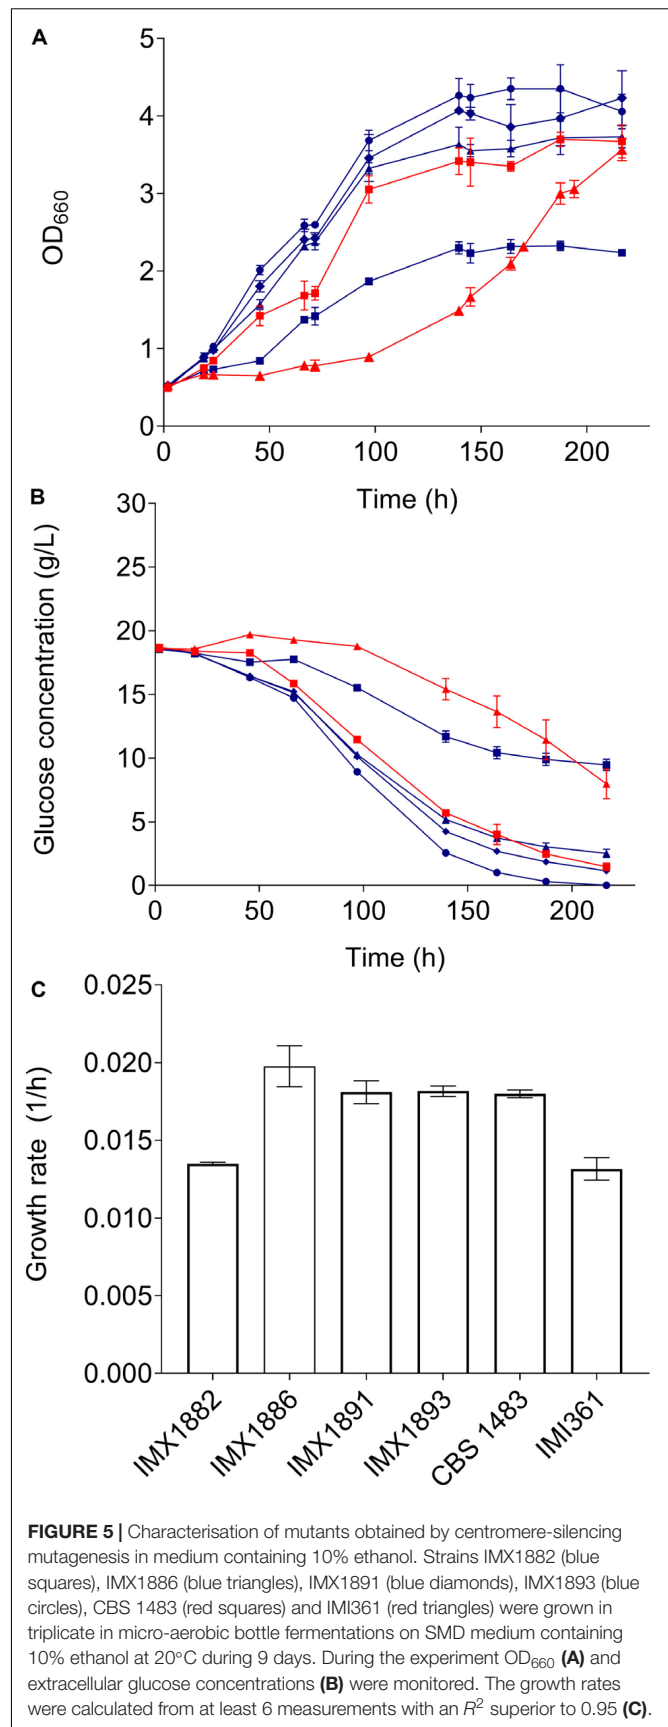 A
5
4
3
2
1
0
OD660
0 50 100 150 200
Time (h)
B
30
25
20
15
10
5
0
Glucose concentration (g/L)
0 50 100 150 200
Time (h)
C
0.025
0.020
0.015
0.010
0.005
0.000
Growth rate (1/h)
IMX1882
IMX1886
IMX1891
IMX1893
CBS 1483
IMI361
FIGURE 5 | Characterisation of mutants obtained by centromere-silencing
mutagenesis in medium containing 10% ethanol. Strains IMX1882 (blue
squares), IMX1886 (blue triangles), IMX1891 (blue diamonds), IMX1893 (blue
circles), CBS 1483 (red squares) and IMI361 (red triangles) were grown in
triplicate in micro-aerobic bottle fermentations on SMD medium containing
10% ethanol at 20°C during 9 days. During the experiment OD660 (A) and
extracellular glucose concentrations (B) were monitored. The growth rates
were calculated from at least 6 measurements with an R² superior to 0.95 (C).